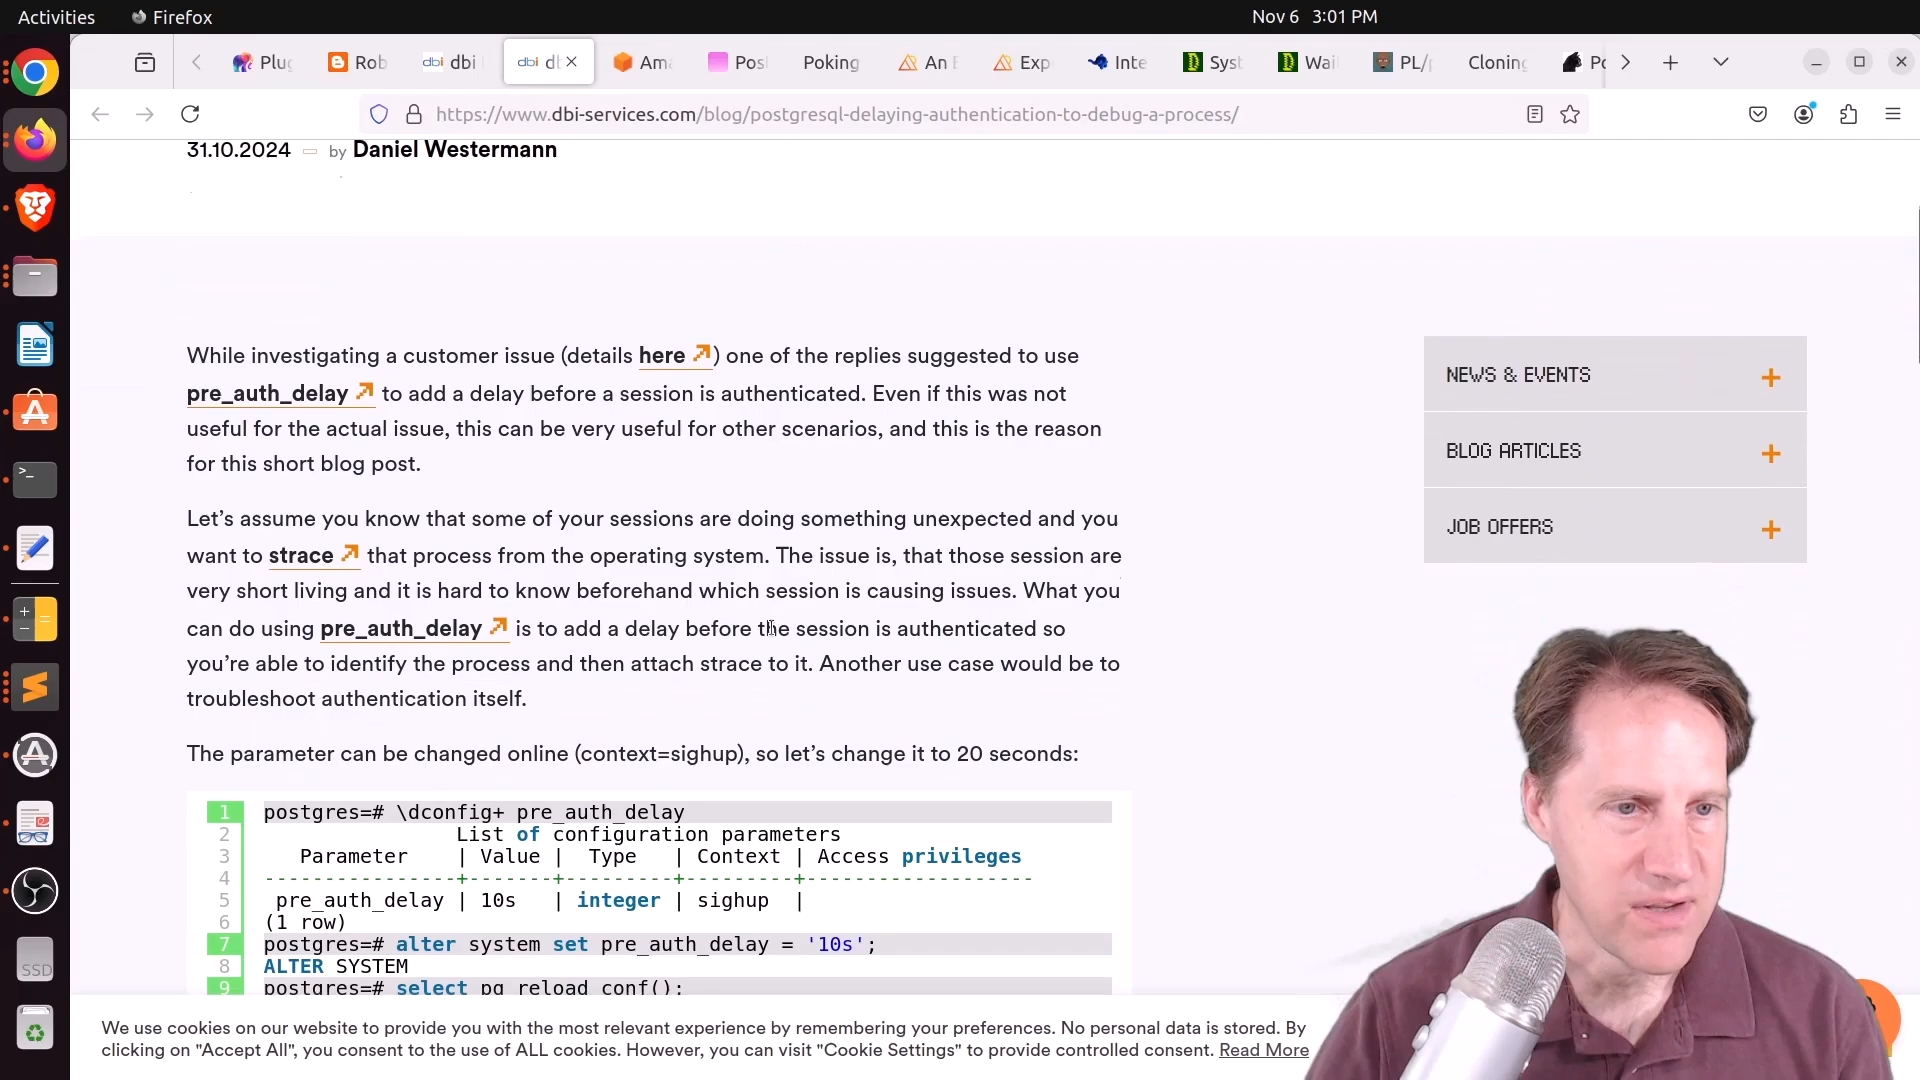 Activities
Firefox
Nov 6 3:01 PM
Plug
Rob
dbi dbi
dbi d
Ama
Pos
Poking
An E
Exp
Inte
Syst
Wai
PL/p
Cloning
Po
https://www.dbi-services.com/blog/postgresql-delaying-authentication-to-debug-a-process/
31.10.2024 by Daniel Westermann
While investigating a customer issue (details here) one of the replies suggested to use
pre_auth_delay to add a delay before a session is authenticated. Even if this was not
useful for the actual issue, this can be very useful for other scenarios, and this is the reason
for this short blog post.
Let's assume you know that some of your sessions are doing something unexpected and you
want to strace that process from the operating system. The issue is, that those session are
very short living and it is hard to know beforehand which session is causing issues. What you
can do using pre_auth_delay is to add a delay before the session is authenticated so
you're able to identify the process and then attach strace to it. Another use case would be to
troubleshoot authentication itself.
The parameter can be changed online (context=sighup), so let's change it to 20 seconds:
1 postgres=# \dconfig+ pre_auth_delay
2 List of configuration parameters
3 Parameter | Value | Type | Context | Access privileges
4 ----------------+-------+---------+---------+-------------------
5 pre_auth_delay | 10s | integer | sighup |
6 (1 row)
7 postgres=# alter system set pre_auth_delay = '10s';
8 ALTER SYSTEM
9 postgres=# select pg_reload_conf();
NEWS & EVENTS
BLOG ARTICLES
JOB OFFERS
We use cookies on our website to provide you with the most relevant experience by remembering your preferences. No personal data is stored. By
clicking on "Accept All", you consent to the use of ALL cookies. However, you can visit "Cookie Settings" to provide controlled consent. Read More
SSD